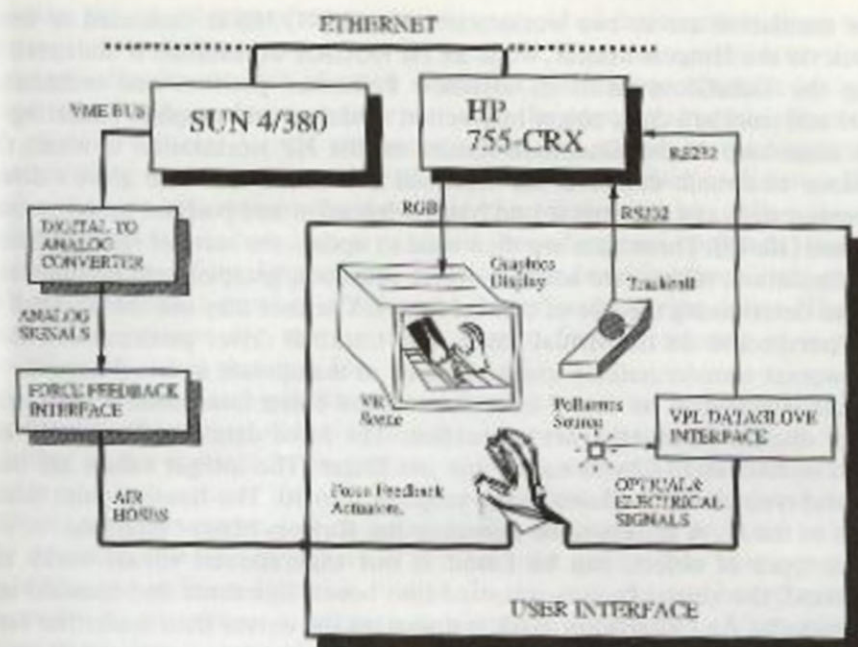 ETHERNET
VME BUS
SUN 4/380
HP
755-CRX
RS232
RGB
RS232
DIGITAL TO
ANALOG
CONVERTER
Graphics
Display
Trackball
ANALOG
SIGNALS
FORCE FEEDBACK
INTERFACE
VR
Scene
Polhemus
Source
VPL DATAGLOVE
INTERFACE
Force Feedback
Actuators
OPTICAL &
ELECTRICAL
SIGNALS
AIR
HOSES
USER INTERFACE